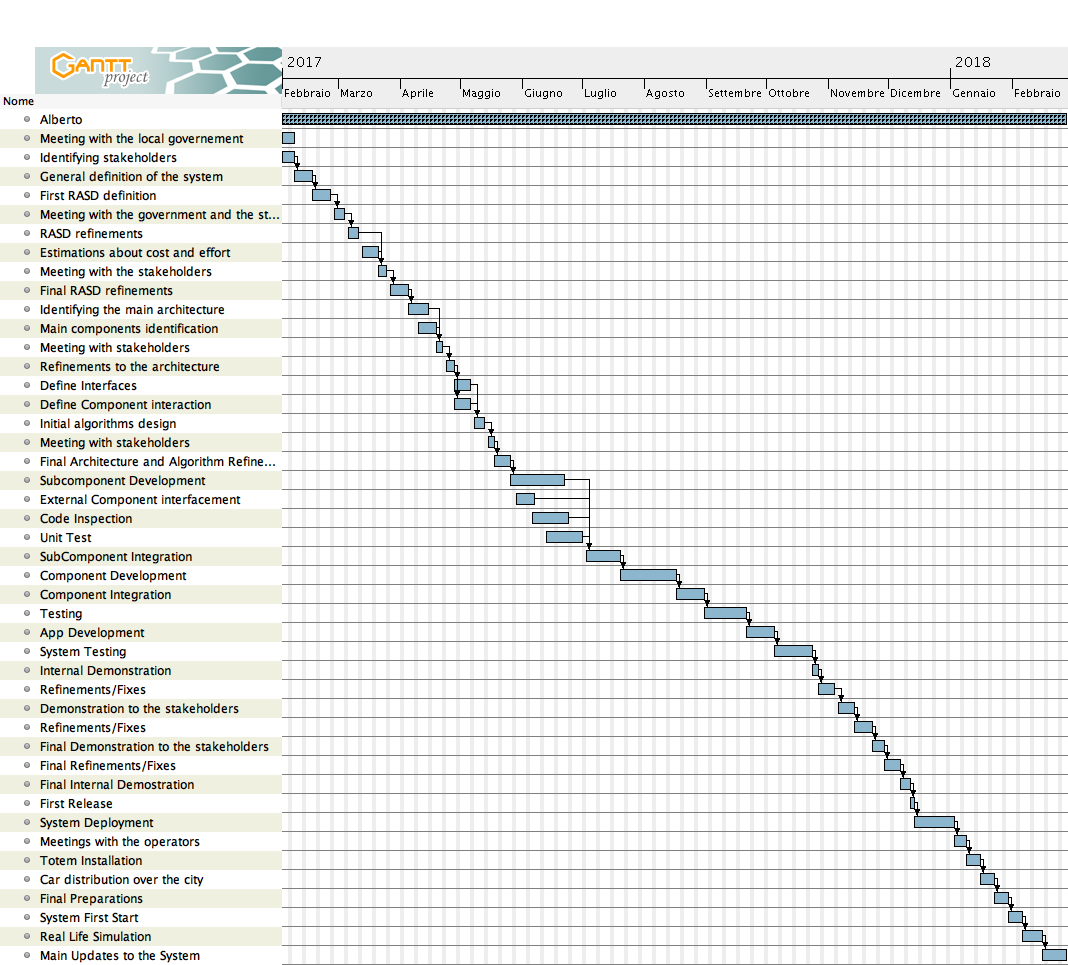 GANTT
project
2017
2018
Febbraio Marzo Aprile Maggio Giugno Luglio Agosto Settembre Ottobre Novembre Dicembre Gennaio Febbraio
Nome
Alberto
Meeting with the local governement
Identifying stakeholders
General definition of the system
First RASD definition
Meeting with the government and the st...
RASD refinements
Estimations about cost and effort
Meeting with the stakeholders
Final RASD refinements
Identifying the main architecture
Main components identification
Meeting with stakeholders
Refinements to the architecture
Define Interfaces
Define Component interaction
Initial algorithms design
Meeting with stakeholders
Final Architecture and Algorithm Refine...
Subcomponent Development
External Component interfacement
Code Inspection
Unit Test
SubComponent Integration
Component Development
Component Integration
Testing
App Development
System Testing
Internal Demonstration
Refinements/Fixes
Demonstration to the stakeholders
Refinements/Fixes
Final Demonstration to the stakeholders
Final Refinements/Fixes
Final Internal Demostration
First Release
System Deployment
Meetings with the operators
Totem Installation
Car distribution over the city
Final Preparations
System First Start
Real Life Simulation
Main Updates to the System